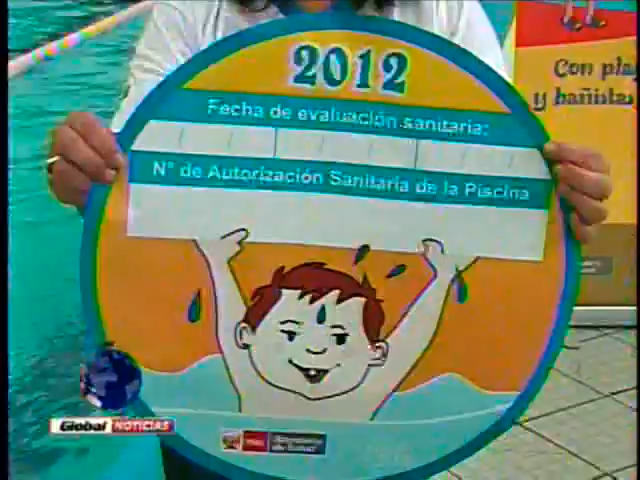 2012
Fecha de evaluación sanitaria:
N° de Autorización Sanitaria de la Piscina
Con pla
y bañista
Global NOTICIAS